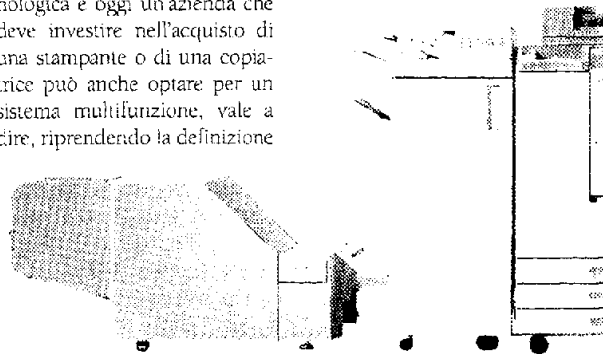 nologica e oggi un'azienda che
deve investire nell'acquisto di
una stampante o di una copia-
trice può anche optare per un
sistema multifunzione, vale a
dire, riprendendo la definizione